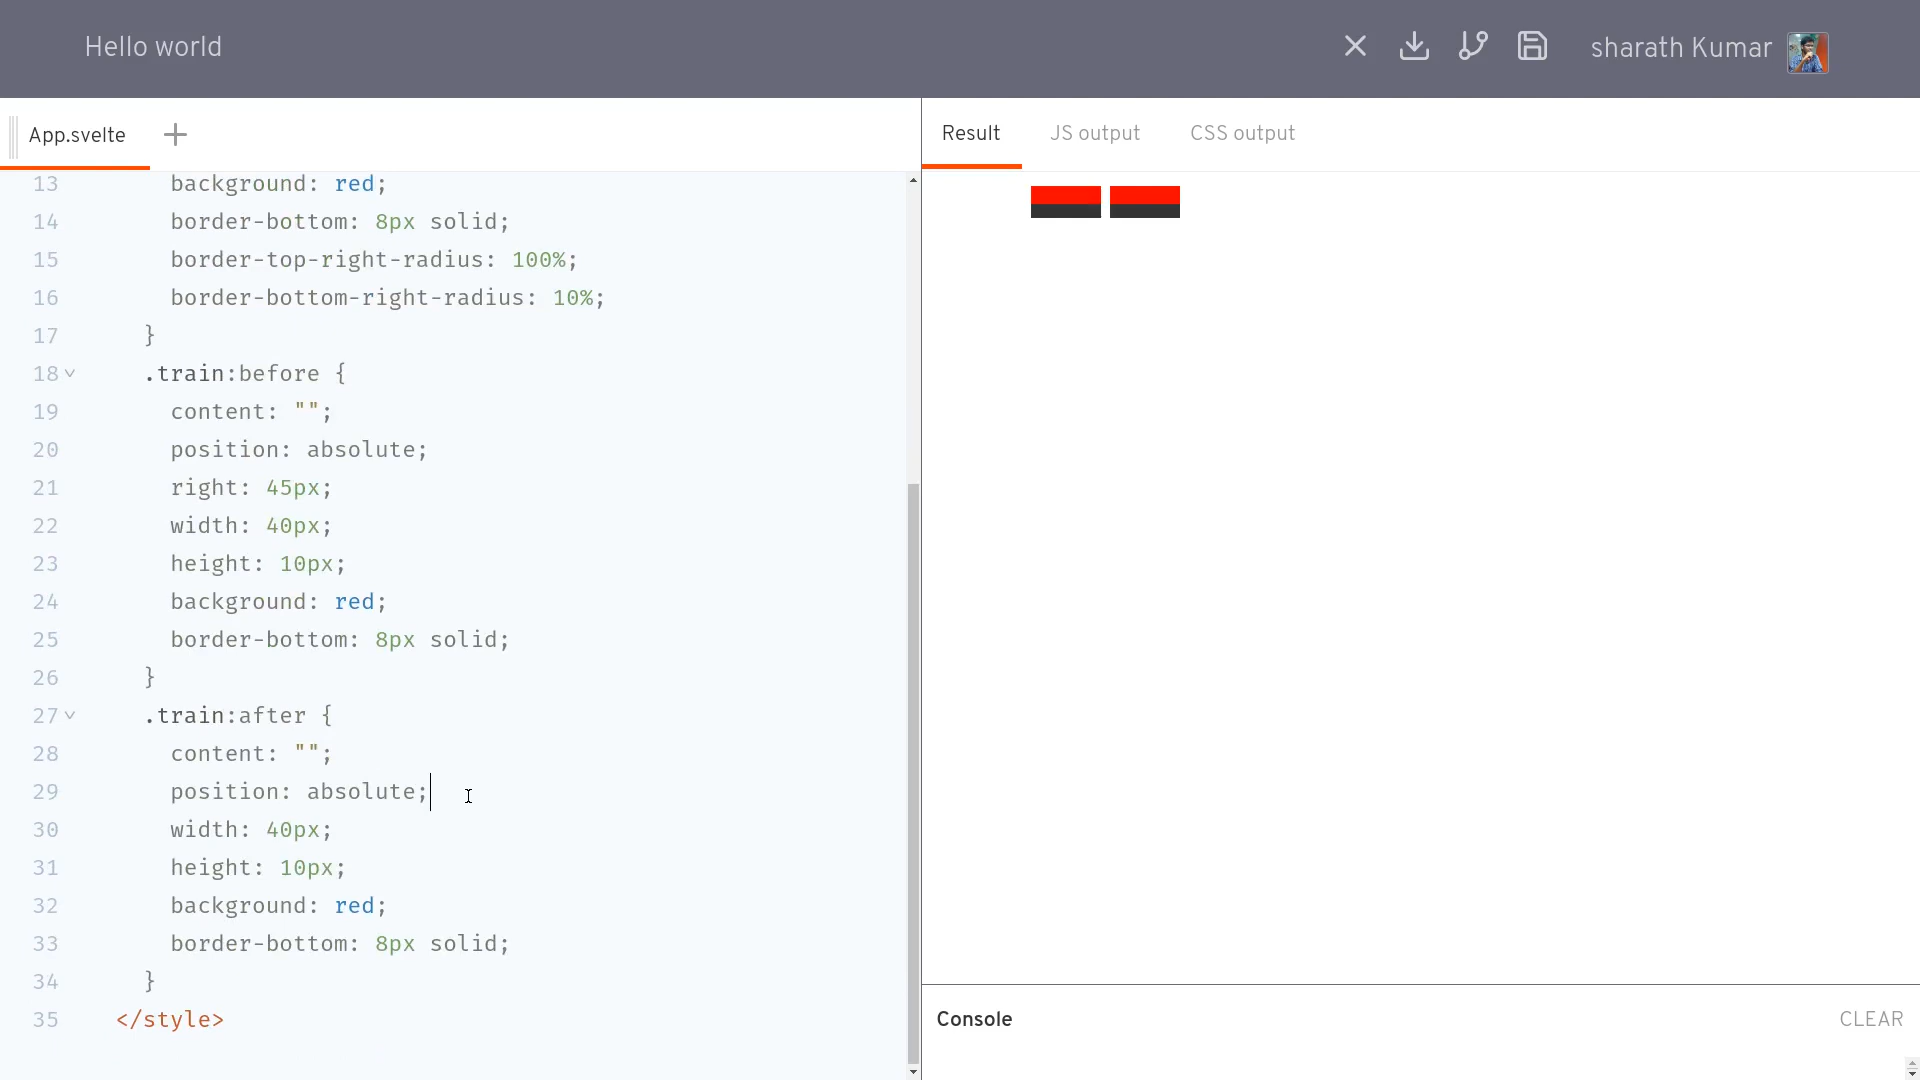 Hello world
sharath Kumar
App.svelte
Result
JS output
CSS output
13 background: red;
14 border-bottom: 8px solid;
15 border-top-right-radius: 100%;
16 border-bottom-right-radius: 10%;
17 }
18 .train:before {
19 content: "";
20 position: absolute;
21 right: 45px;
22 width: 40px;
23 height: 10px;
24 background: red;
25 border-bottom: 8px solid;
26 }
27 .train:after {
28 content: "";
29 position: absolute;
30 width: 40px;
31 height: 10px;
32 background: red;
33 border-bottom: 8px solid;
34 }
35 </style>
Console
CLEAR